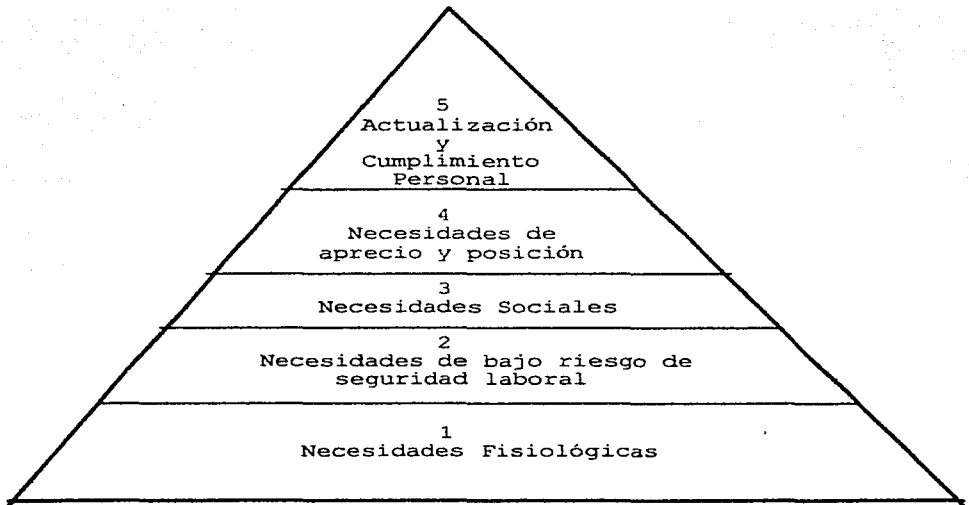 5
Actualización
y
Cumplimiento
Personal
4
Necesidades de
aprecio y posición
3
Necesidades Sociales
2
Necesidades de bajo riesgo de
seguridad laboral
1
Necesidades Fisiológicas